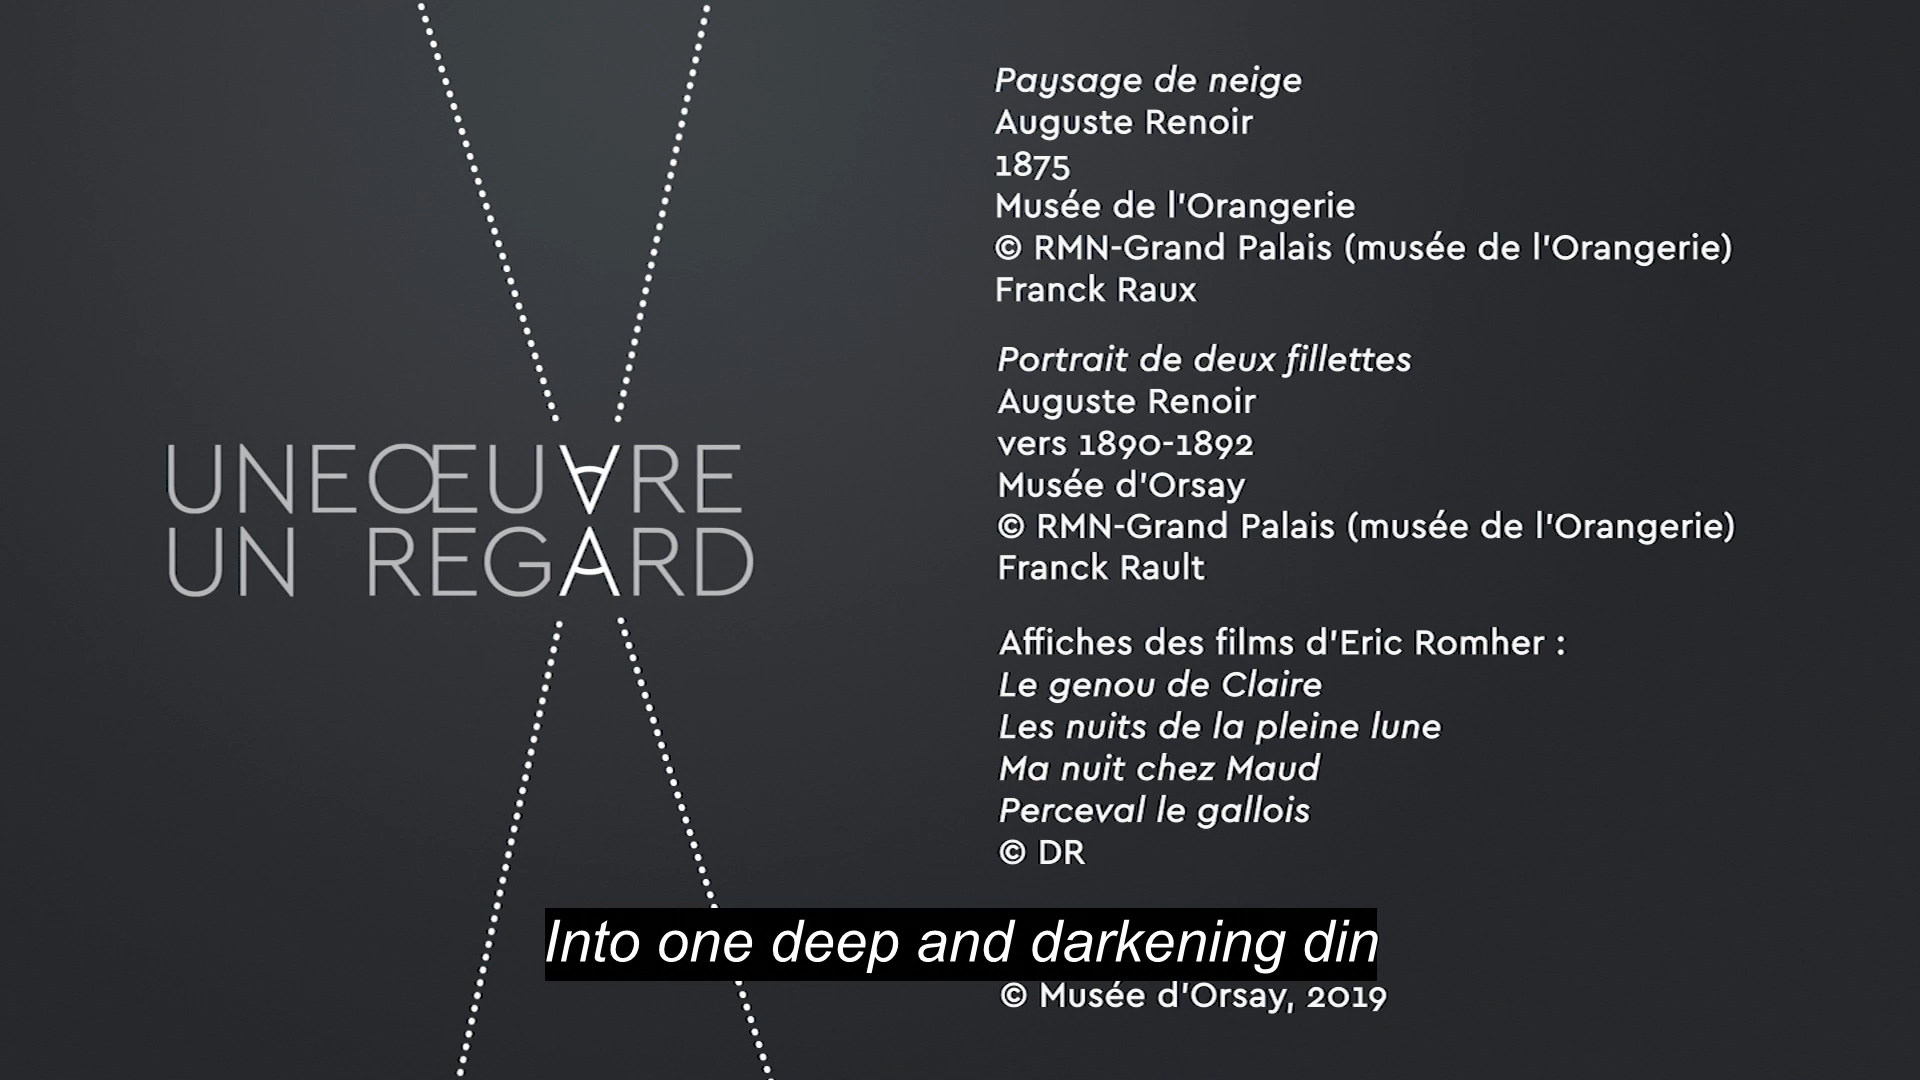 UNE ŒUVRE
UN REGARD
Paysage de neige
Auguste Renoir
1875
Musée de l'Orangerie
© RMN-Grand Palais (musée de l'Orangerie)
Franck Raux
Portrait de deux fillettes
Auguste Renoir
vers 1890-1892
Musée d'Orsay
© RMN-Grand Palais (musée de l'Orangerie)
Franck Rault
Affiches des films d'Eric Romher :
Le genou de Claire
Les nuits de la pleine lune
Ma nuit chez Maud
Perceval le gallois
© DR
Into one deep and darkening din
© Musée d'Orsay, 2019